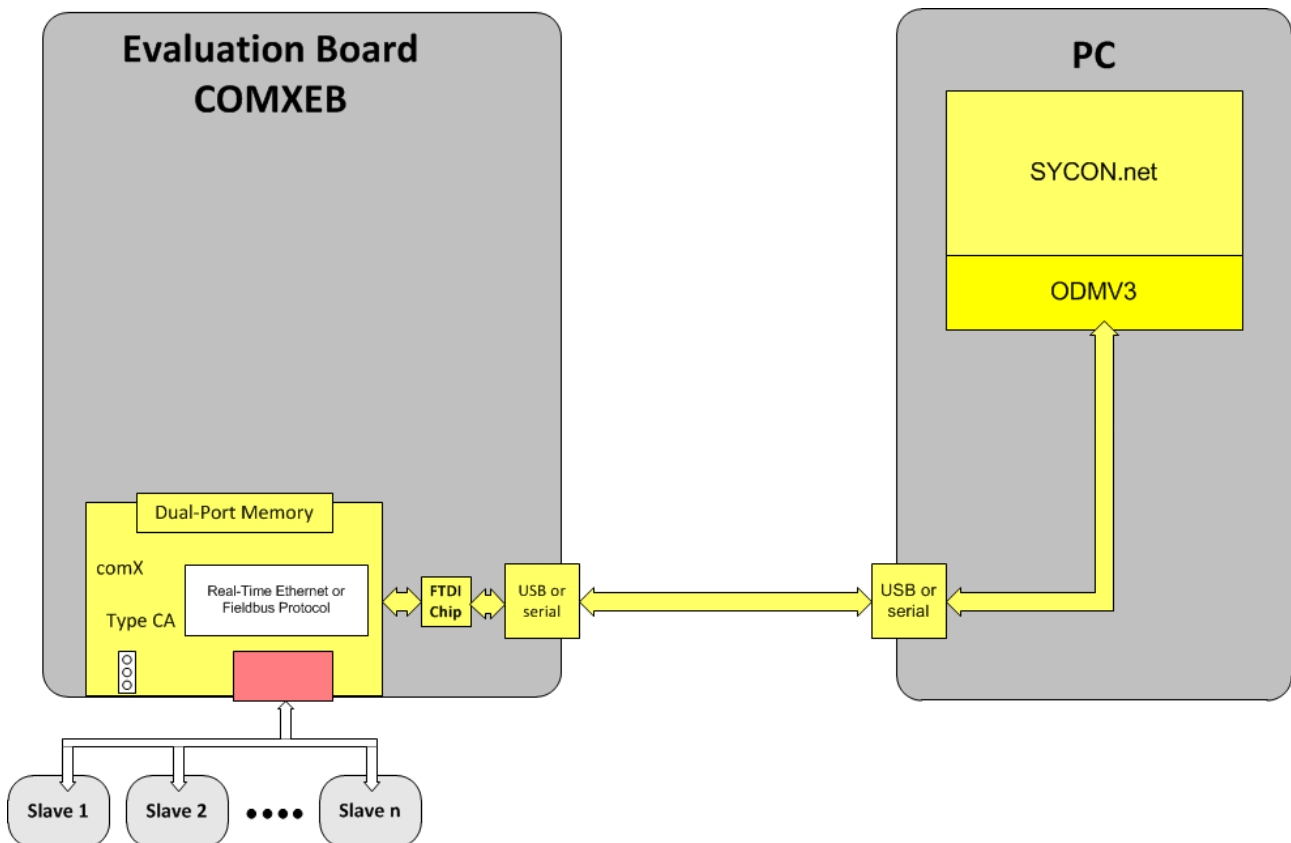 Evaluation Board
COMXEB
PC
SYCON.net
ODMV3
Dual-Port Memory
comX
Real-Time Ethernet or
Fieldbus Protocol
Type CA
FTDI
Chip
USB or
serial
USB or
serial
Slave 1
Slave 2
Slave n